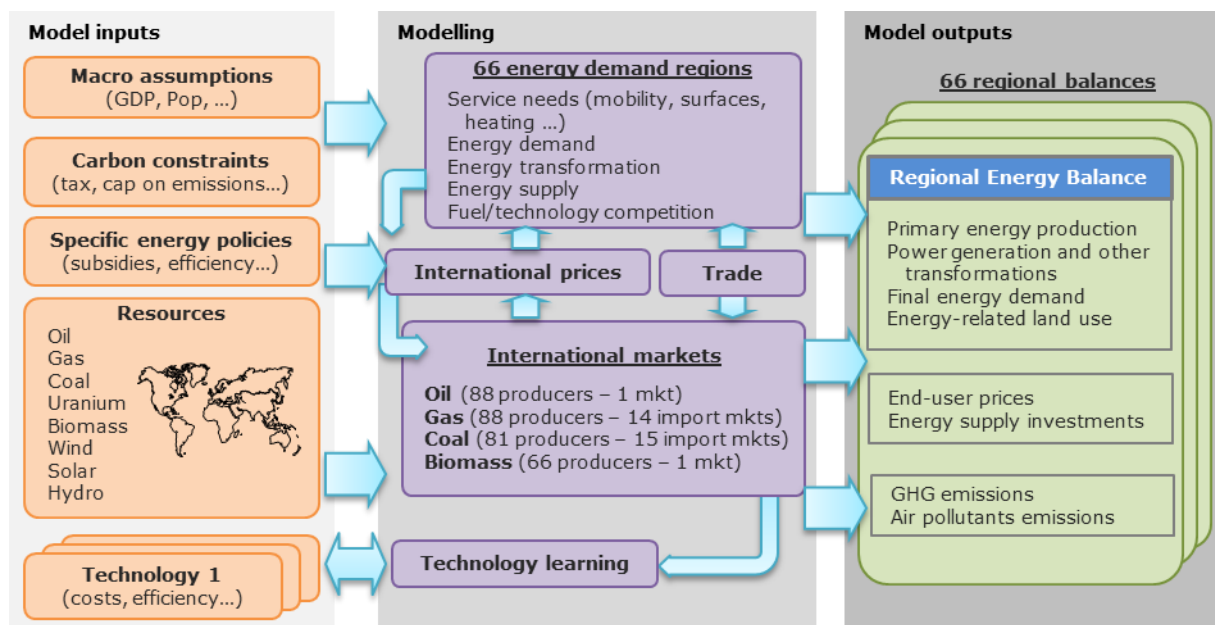 Model inputs
Macro assumptions
(GDP, Pop, ...)
Carbon constraints
(tax, cap on emissions...)
Specific energy policies
(subsidies, efficiency...)
Resources
Oil
Gas
Coal
Uranium
Biomass
Wind
Solar
Hydro
Technology 1
(costs, efficiency...)
Modelling
66 energy demand regions
Service needs (mobility, surfaces,
heating ...)
Energy demand
Energy transformation
Energy supply
Fuel/technology competition
International prices
Trade
International markets
Oil (88 producers – 1 mkt)
Gas (88 producers – 14 import mkts)
Coal (81 producers – 15 import mkts)
Biomass (66 producers – 1 mkt)
Technology learning
Model outputs
66 regional balances
Regional Energy Balance
Primary energy production
Power generation and other
transformations
Final energy demand
Energy-related land use
End-user prices
Energy supply investments
GHG emissions
Air pollutants emissions